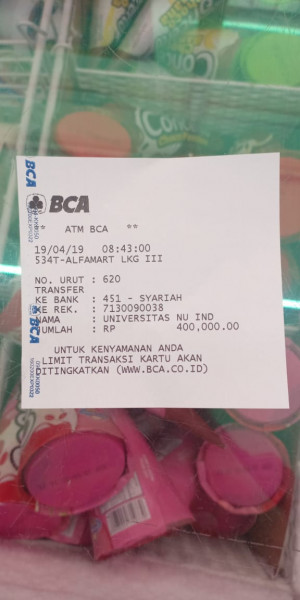 BCA
BCA
* ATM BCA **
19/04/19 08:43:00
534T-ALFAMART LKG III
NO. URUT : 620
TRANSFER
KE BANK : 451 - SYARIAH
KE REK. : 7130090038
NAMA : UNIVERSITAS NU IND
JUMLAH : RP 400,000.00
UNTUK KENYAMANAN ANDA
LIMIT TRANSAKSI KARTU AKAN
DITINGKATKAN (WWW.BCA.CO.ID)
BCA